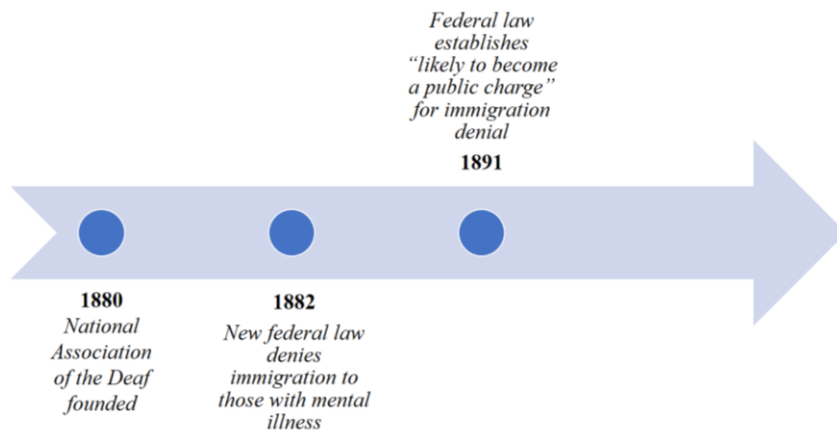 Federal law
establishes
“likely to become
a public charge”
for immigration
denial
1891
1880
National
Association
of the Deaf
founded
1882
New federal law
denies
immigration to
those with mental
illness